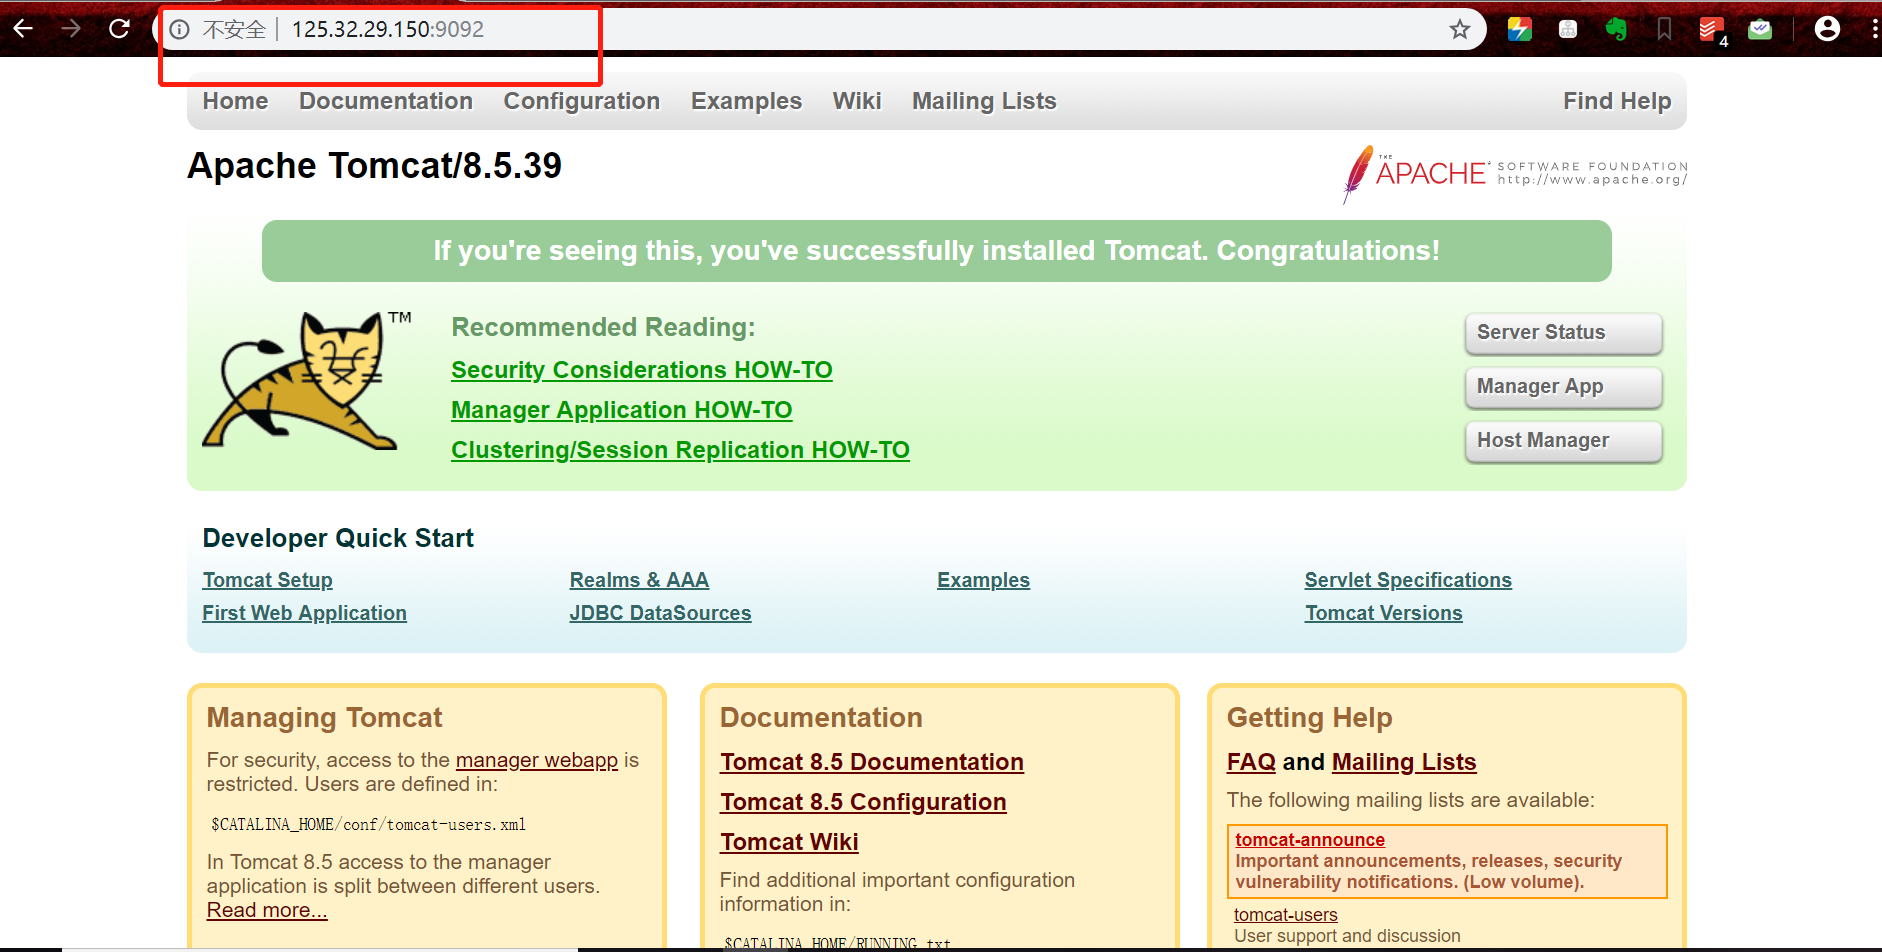 不安全 | 125.32.29.150:9092
4
Home Documentation Configuration Examples Wiki Mailing Lists Find Help
Apache Tomcat/8.5.39
THE APACHE SOFTWARE FOUNDATION
http://www.apache.org/
If you're seeing this, you've successfully installed Tomcat. Congratulations!
TM
Recommended Reading:
Security Considerations HOW-TO
Manager Application HOW-TO
Clustering/Session Replication HOW-TO
Server Status
Manager App
Host Manager
Developer Quick Start
Tomcat Setup
First Web Application
Realms & AAA
JDBC DataSources
Examples
Servlet Specifications
Tomcat Versions
Managing Tomcat
For security, access to the manager webapp is
restricted. Users are defined in:
$CATALINA_HOME/conf/tomcat-users.xml
In Tomcat 8.5 access to the manager
application is split between different users.
Read more...
Documentation
Tomcat 8.5 Documentation
Tomcat 8.5 Configuration
Tomcat Wiki
Find additional important configuration
information in:
$CATALINA_HOME/RUNNING.txt
Getting Help
FAQ and Mailing Lists
The following mailing lists are available:
tomcat-announce
Important announcements, releases, security
vulnerability notifications. (Low volume).
tomcat-users
User support and discussion